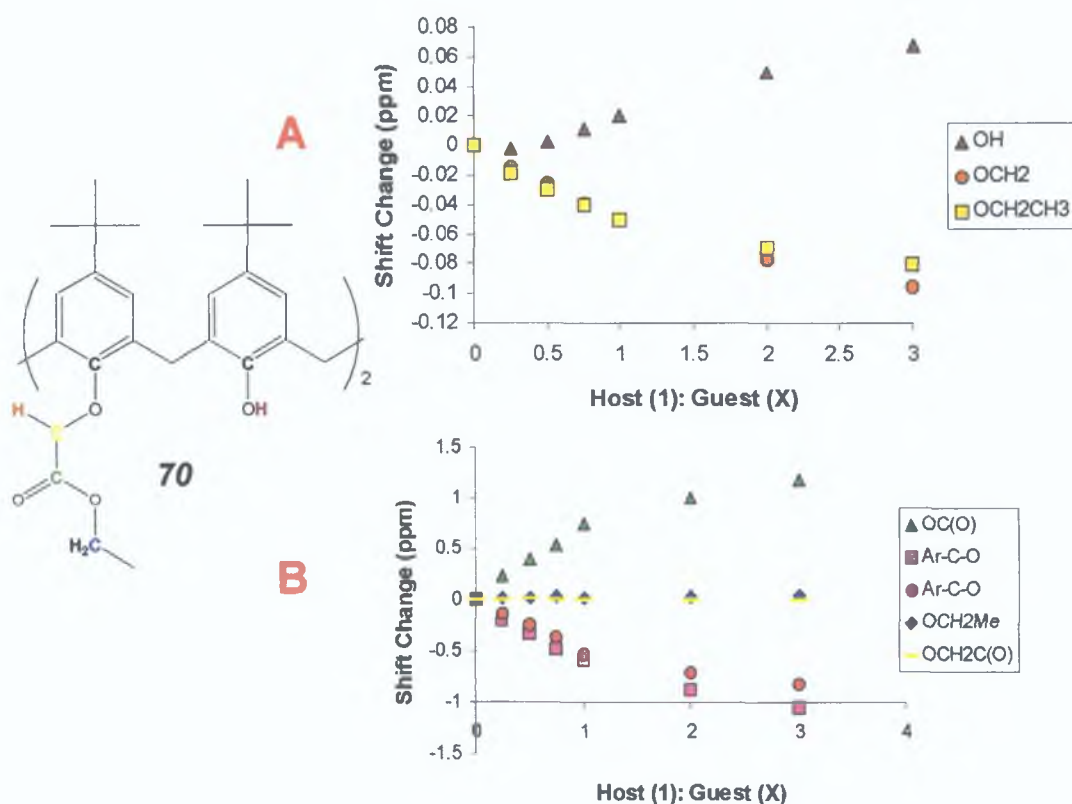 A
0.08
0.06
0.04
0.02
0
-0.02
-0.04
-0.06
-0.08
-0.1
-0.12
Shift Change (ppm)
0
0.5
1
1.5
2
2.5
3
Host (1): Guest (X)
OH
OCH2
OCH2CH3
C
O
OH
2
H
C
O
O
H₂C
70
B
1.5
1
0.5
0
-0.5
-1
-1.5
Shift Change (ppm)
0
1
2
3
4
Host (1): Guest (X)
OC(O)
Ar-C-O
Ar-C-O
OCH2Me
OCH2C(O)